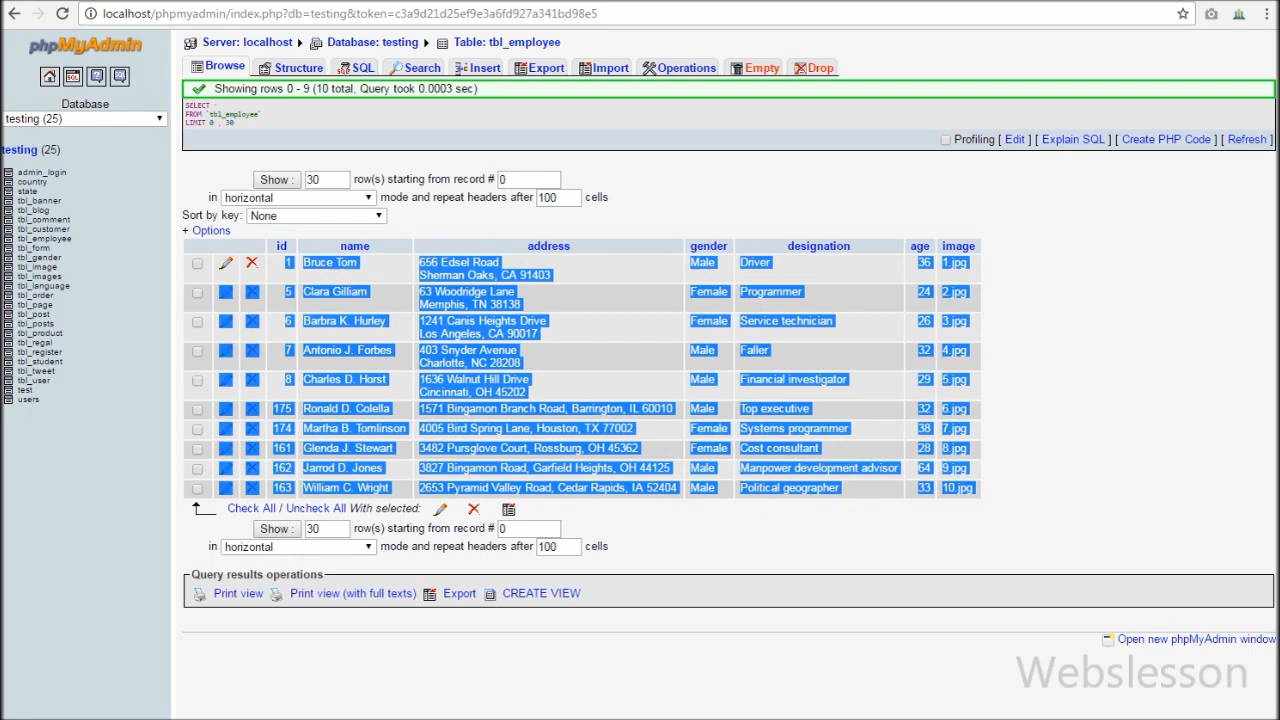 localhost/phpmyadmin/index.php?db=testing&token=c3a9d21d25ef9e3a6fd927a341bd98e5
phpMyAdmin
Database
testing (25)
testing (25)
admin_login
country
state
tbl_banner
tbl_blog
tbl_comment
tbl_customer
tbl_employee
tbl_form
tbl_gender
tbl_image
tbl_images
tbl_language
tbl_order
tbl_page
tbl_post
tbl_posts
tbl_product
tbl_regal
tbl_register
tbl_student
tbl_tweet
tbl_user
test
users
Server: localhost Database: testing Table: tbl_employee
Browse Structure SQL Search Insert Export Import Operations Empty Drop
Showing rows 0 - 9 (10 total, Query took 0.0003 sec)
SELECT *
FROM `tbl_employee`
LIMIT 0 , 30
Profiling [ Edit ] [ Explain SQL ] [ Create PHP Code ] [ Refresh ]
Show : 30 row(s) starting from record # 0
in horizontal mode and repeat headers after 100 cells
Sort by key: None
+ Options
id name address gender designation age image
1 Bruce Tom 656 Edsel Road Male Driver 36 1.jpg
Sherman Oaks, CA 91403
5 Clara Gilliam 63 Woodridge Lane Female Programmer 24 2.jpg
Memphis, TN 38138
6 Barbra K. Hurley 1241 Canis Heights Drive Female Service technician 26 3.jpg
Los Angeles, CA 90017
7 Antonio J. Forbes 403 Snyder Avenue Male Faller 32 4.jpg
Charlotte, NC 28208
8 Charles D. Horst 1636 Walnut Hill Drive Male Financial investigator 29 5.jpg
Cincinnati, OH 45202
175 Ronald D. Colella 1571 Bingamon Branch Road, Barrington, IL 60010 Male Top executive 32 6.jpg
174 Martha B. Tomlinson 4005 Bird Spring Lane, Houston, TX 77002 Female Systems programmer 38 7.jpg
161 Glenda J. Stewart 3482 Pursglove Court, Rossburg, OH 45362 Female Cost consultant 28 8.jpg
162 Jarrod D. Jones 3827 Bingamon Road, Garfield Heights, OH 44125 Male Manpower development advisor 64 9.jpg
163 William C. Wright 2653 Pyramid Valley Road, Cedar Rapids, IA 52404 Male Political geographer 33 10.jpg
Check All / Uncheck All With selected:
Show : 30 row(s) starting from record # 0
in horizontal mode and repeat headers after 100 cells
Query results operations
Print view Print view (with full texts) Export CREATE VIEW
Open new phpMyAdmin window
Webslesson